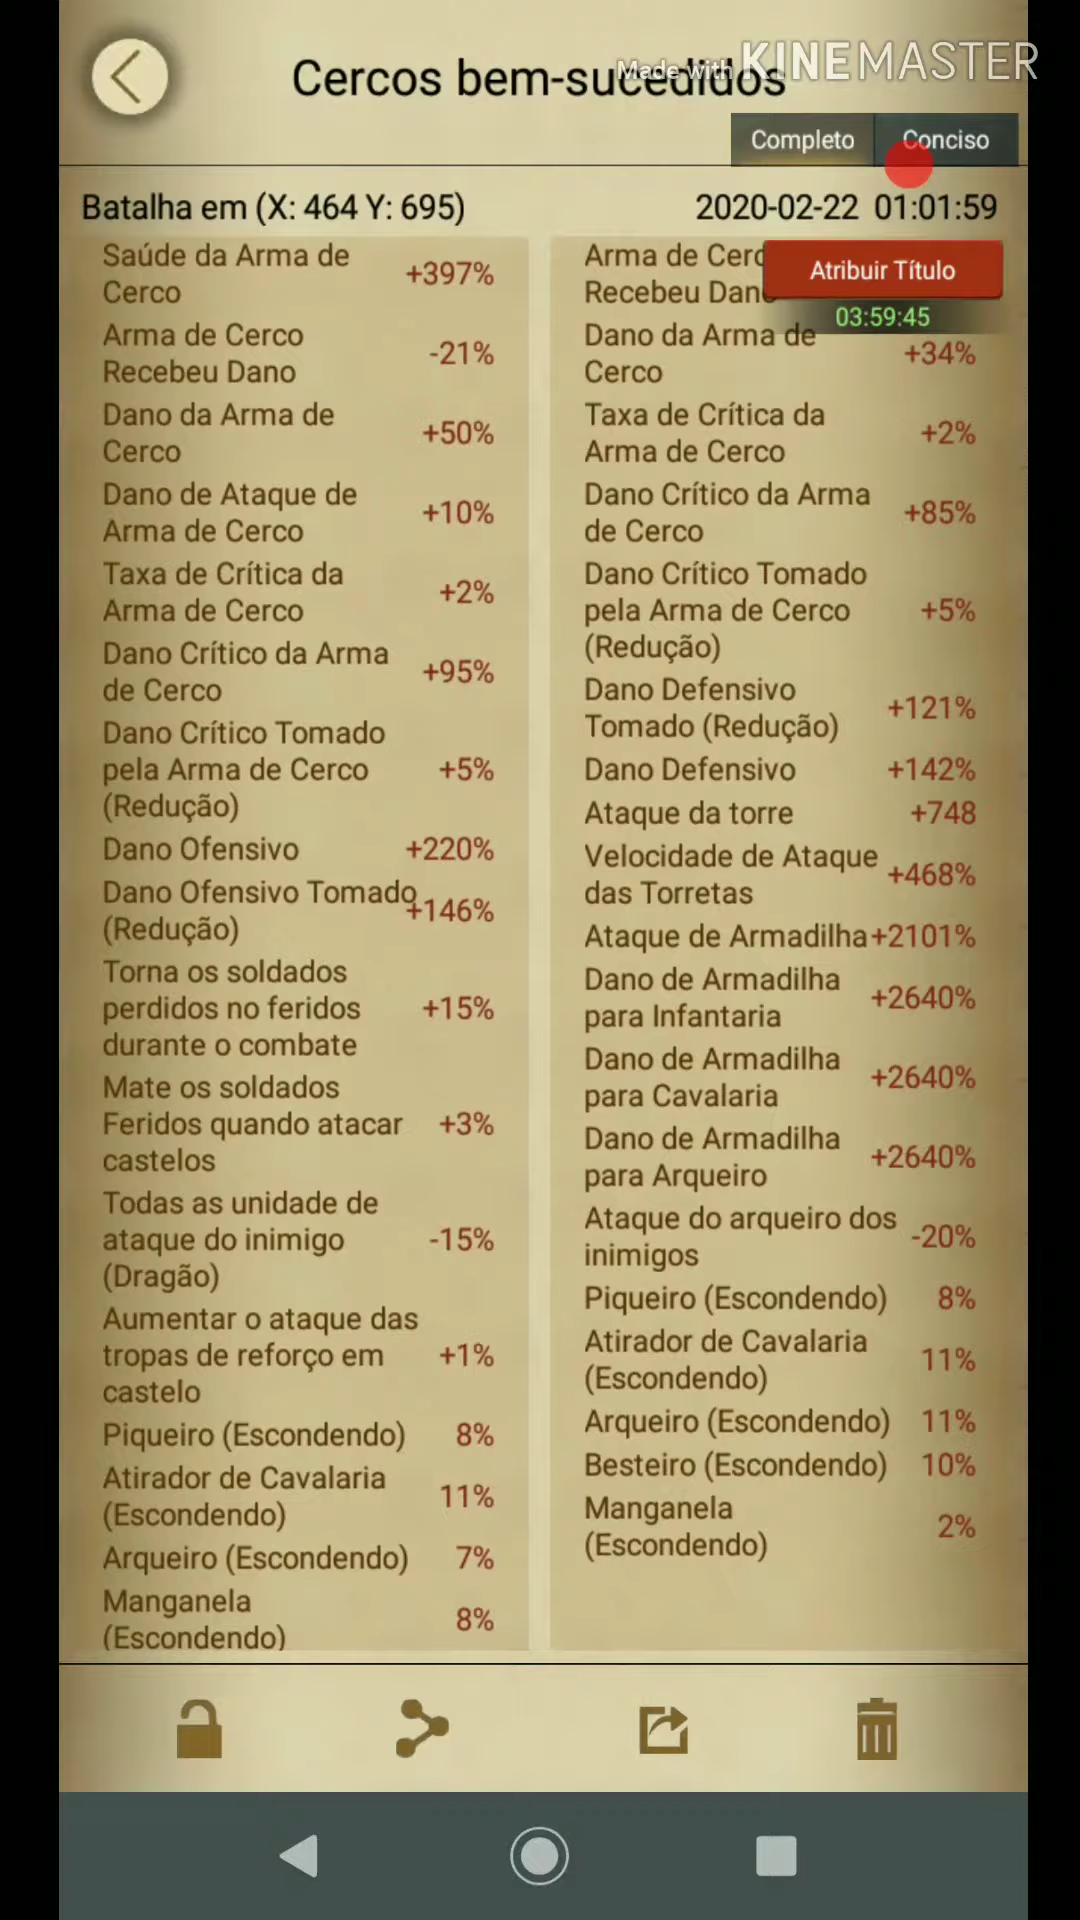 Cercos bem-sucedidos
Made with KINEMASTER
Completo
Conciso
Batalha em (X: 464 Y: 695)
2020-02-22 01:01:59
Saúde da Arma de
Cerco
+397%
Arma de Cerco
Recebeu Dano
-21%
Dano da Arma de
Cerco
+50%
Dano de Ataque de
Arma de Cerco
+10%
Taxa de Crítica da
Arma de Cerco
+2%
Dano Crítico da Arma
de Cerco
+95%
Dano Crítico Tomado
pela Arma de Cerco
(Redução)
+5%
Dano Ofensivo
+220%
Dano Ofensivo Tomado
(Redução)
+146%
Torna os soldados
perdidos no feridos
durante o combate
+15%
Mate os soldados
Feridos quando atacar
castelos
+3%
Todas as unidade de
ataque do inimigo
(Dragão)
-15%
Aumentar o ataque das
tropas de reforço em
castelo
+1%
Piqueiro (Escondendo)
8%
Atirador de Cavalaria
(Escondendo)
11%
Arqueiro (Escondendo)
7%
Manganela
(Escondendo)
8%
Arma de
Recebeu
Atribuir Título
03:59:45
Dano da Arma de
Cerco
+34%
Taxa de Crítica da
Arma de Cerco
+2%
Dano Crítico da Arma
de Cerco
+85%
Dano Crítico Tomado
pela Arma de Cerco
(Redução)
+5%
Dano Defensivo
Tomado (Redução)
+121%
Dano Defensivo
+142%
Ataque da torre
+748
Velocidade de Ataque
das Torretas
+468%
Ataque de Armadilha
+2101%
Dano de Armadilha
para Infantaria
+2640%
Dano de Armadilha
para Cavalaria
+2640%
Dano de Armadilha
para Arqueiro
+2640%
Ataque do arqueiro dos
inimigos
-20%
Piqueiro (Escondendo)
8%
Atirador de Cavalaria
(Escondendo)
11%
Arqueiro (Escondendo)
11%
Besteiro (Escondendo)
10%
Manganela
(Escondendo)
2%